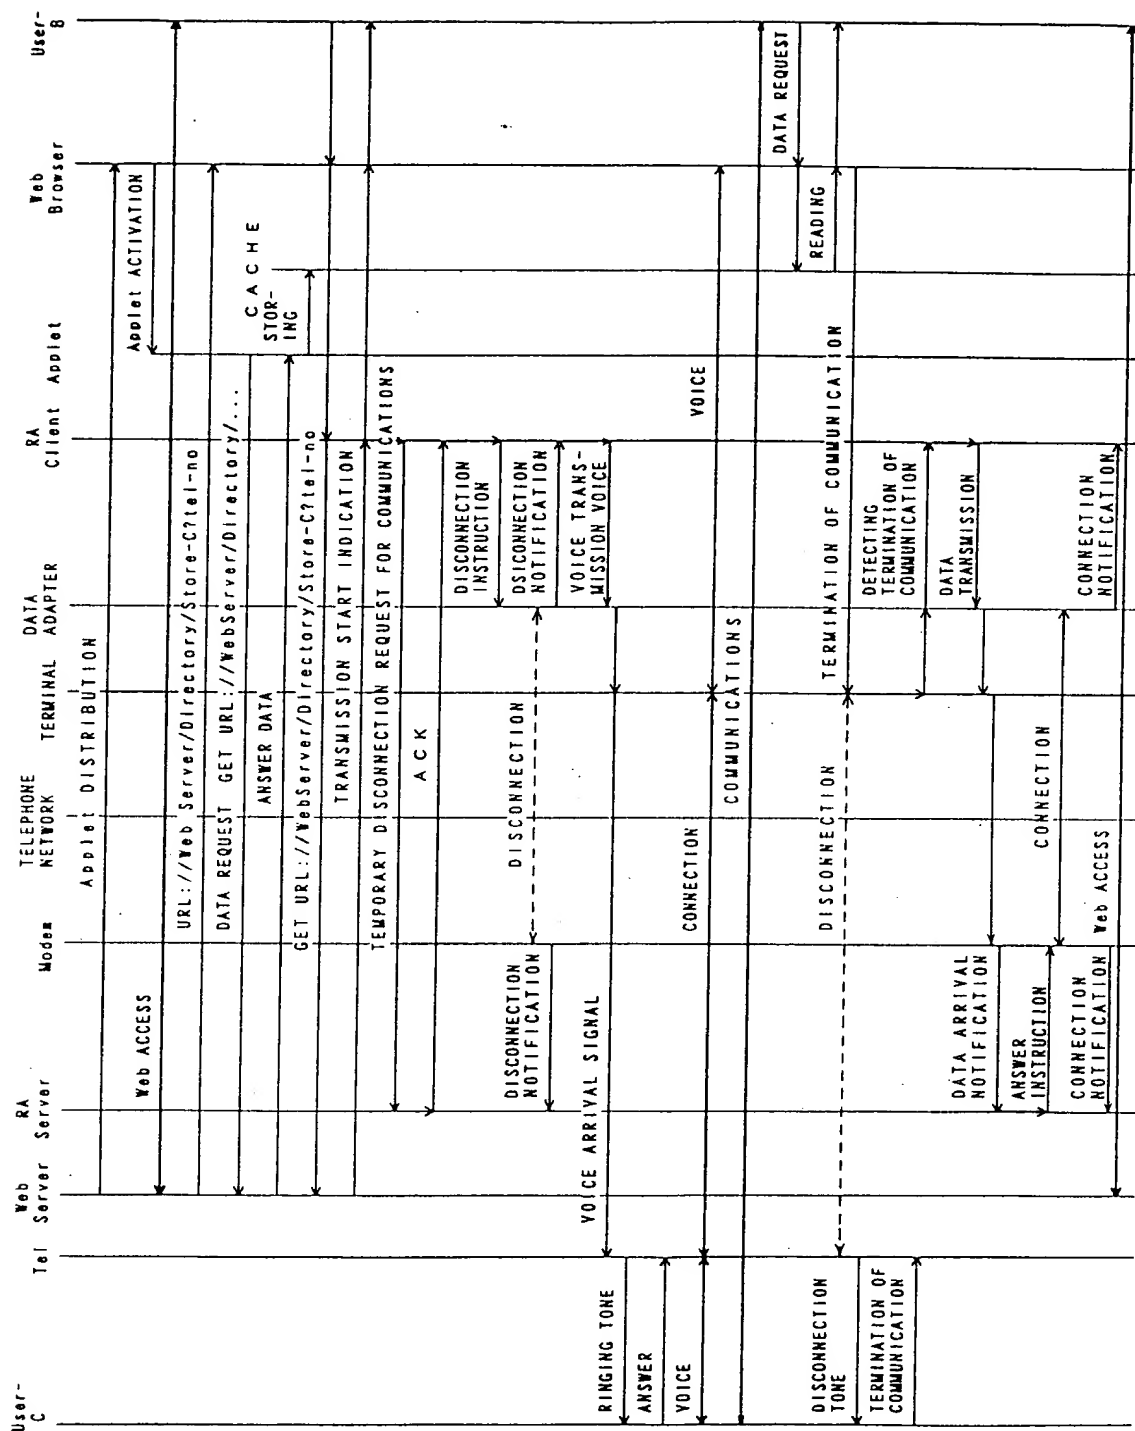 User-
C
Tel
Web
Server
RA
Server
Modem
TELEPHONE
NETWORK
TERMINAL
DATA
ADAPTER
RA
Client
Applet
Web
Browser
User-
B
Applet DISTRIBUTION
Applet ACTIVATION
Web ACCESS
URL://Web Server/Directory/Store-C?tel-no
DATA REQUEST GET URL://WebServer/Directory/...
CACHE
ANSWER DATA
STOR-
ING
GET URL://WebServer/Directory/Store-C?tel-no
TRANSMISSION START INDICATION
TEMPORARY DISCONNECTION REQUEST FOR COMMUNICATIONS
ACK
DISCONNECTION
INSTRUCTION
DISCONNECTION
DISCONNECTION
NOTIFICATION
DSICONNECTION
NOTIFICATION
VOICE TRANS-
MISSION VOICE
VOICE ARRIVAL SIGNAL
RINGING TONE
ANSWER
VOICE
CONNECTION
VOICE
COMMUNICATIONS
DATA REQUEST
READING
DISCONNECTION
TERMINATION OF COMMUNICATION
DISCONNECTION
TONE
TERMINATION OF
COMMUNICATION
DETECTING
TERMINATION OF
COMMUNICATION
DATA
TRANSMISSION
DATA ARRIVAL
NOTIFICATION
ANSWER
INSTRUCTION
CONNECTION
CONNECTION
NOTIFICATION
CONNECTION
NOTIFICATION
Web ACCESS